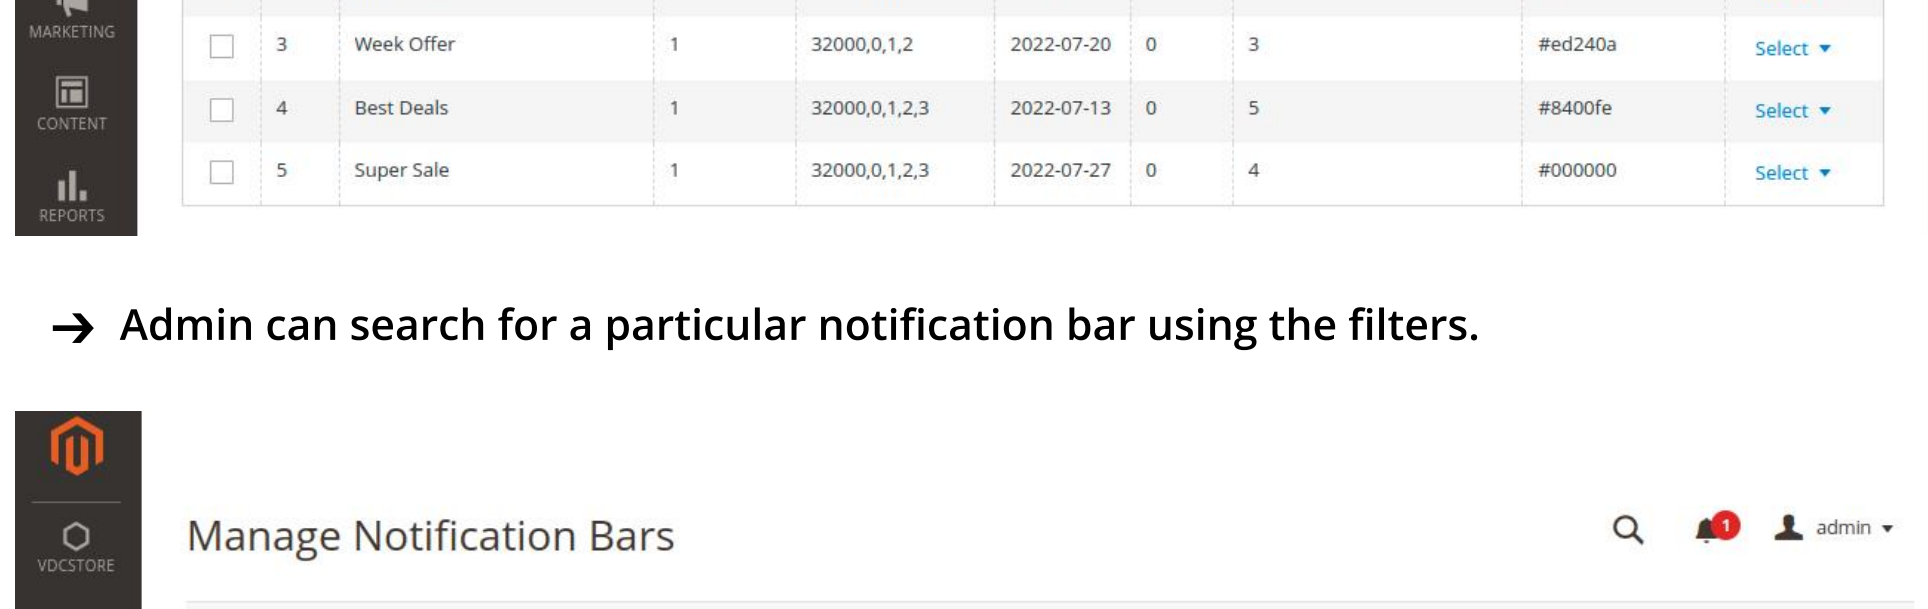 MARKETING
3 Week Offer 1 32000,0,1,2 2022-07-20 0 3 #ed240a Select
CONTENT
4 Best Deals 1 32000,0,1,2,3 2022-07-13 0 5 #8400fe Select
5 Super Sale 1 32000,0,1,2,3 2022-07-27 0 4 #000000 Select
REPORTS
→ Admin can search for a particular notification bar using the filters.
Manage Notification Bars 1 admin
VDCSTORE